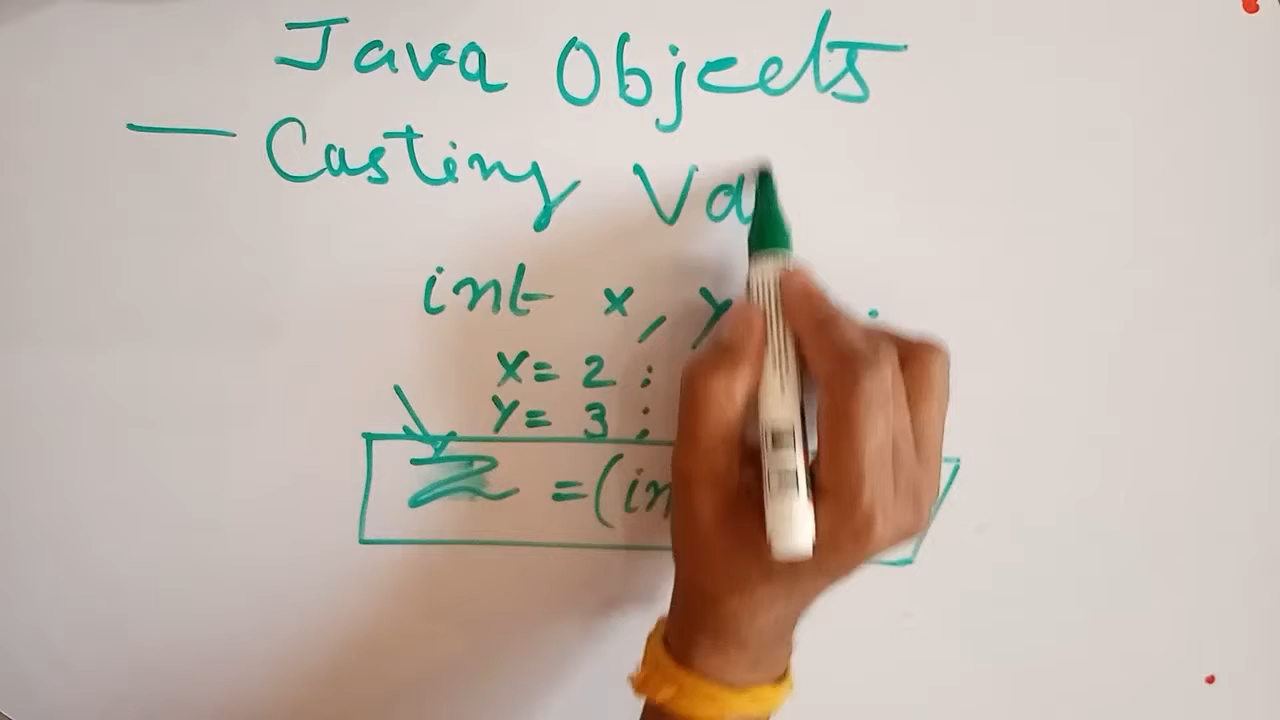 Java Objects
— Casting Va
int x, y ;
x = 2 ;
y = 3 ;
Z = (in